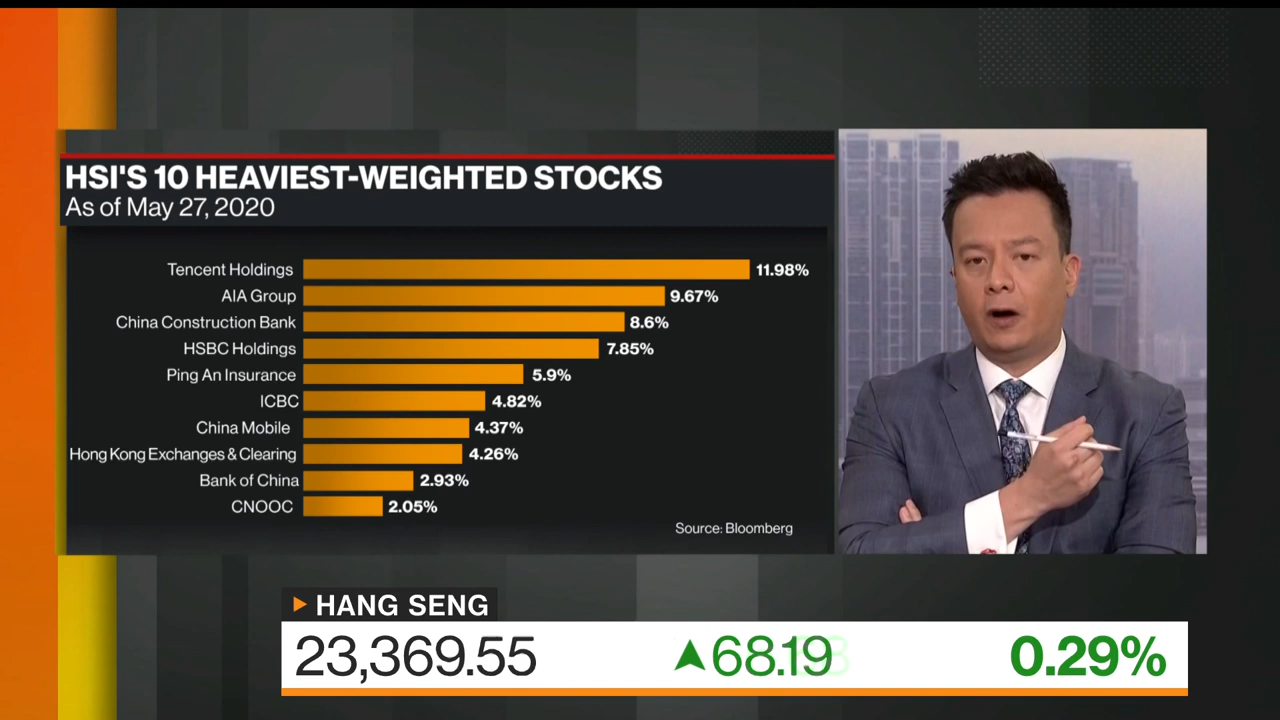 HSI'S 10 HEAVIEST-WEIGHTED STOCKS
As of May 27, 2020
Tencent Holdings 11.98%
AIA Group 9.67%
China Construction Bank 8.6%
HSBC Holdings 7.85%
Ping An Insurance 5.9%
ICBC 4.82%
China Mobile 4.37%
Hong Kong Exchanges & Clearing 4.26%
Bank of China 2.93%
CNOOC 2.05%
Source: Bloomberg
HANG SENG
23,369.55 ▲68.19 0.29%